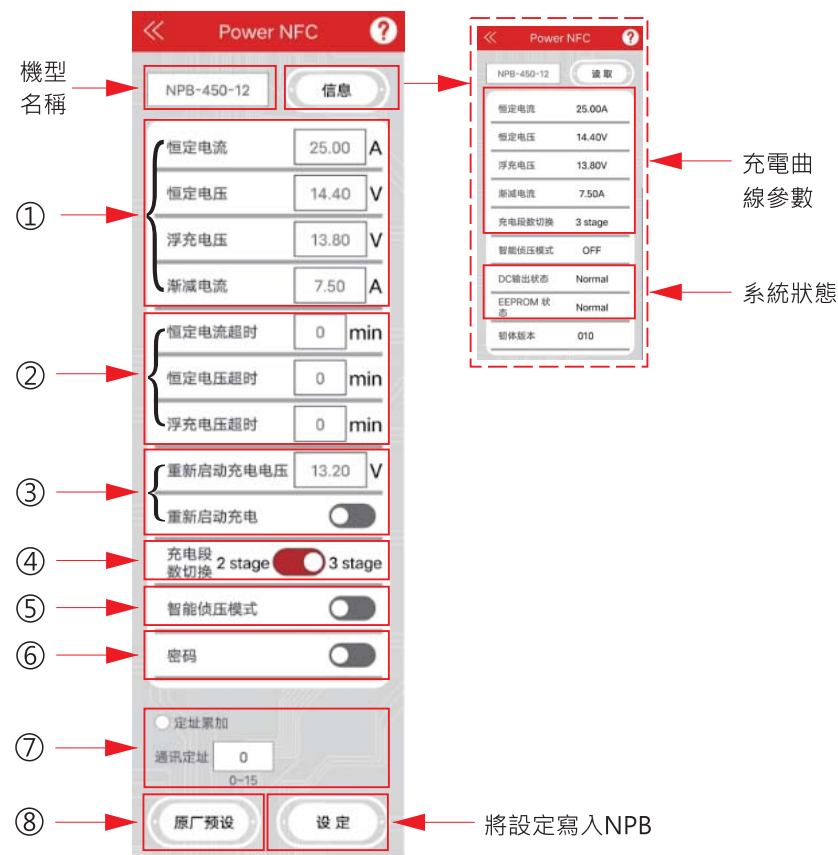 Power NFC ?
機型
名稱
NPB-450-12 信息
① 恒定电流 25.00 A
恒定电压 14.40 V
浮充电压 13.80 V
渐减电流 7.50 A
② 恒定电流超时 0 min
恒定电压超时 0 min
浮充电压超时 0 min
③ 重新启动充电电压 13.20 V
重新启动充电
④ 充电段
数切换 2 stage 3 stage
⑤ 智能侦压模式
⑥ 密码
⑦ 定址累加
通讯定址 0
0~15
⑧ 原厂预设 设定
將設定寫入NPB
Power NFC ?
NPB-450-12 读取
恒定电流 25.00A
恒定电压 14.40V
浮充电压 13.80V
渐减电流 7.50A
充电段数切换 3 stage
智能侦压模式 OFF
DC输出状态 Normal
EEPROM 状
态 Normal
韧体版本 010
充電曲
線參數
系統狀態